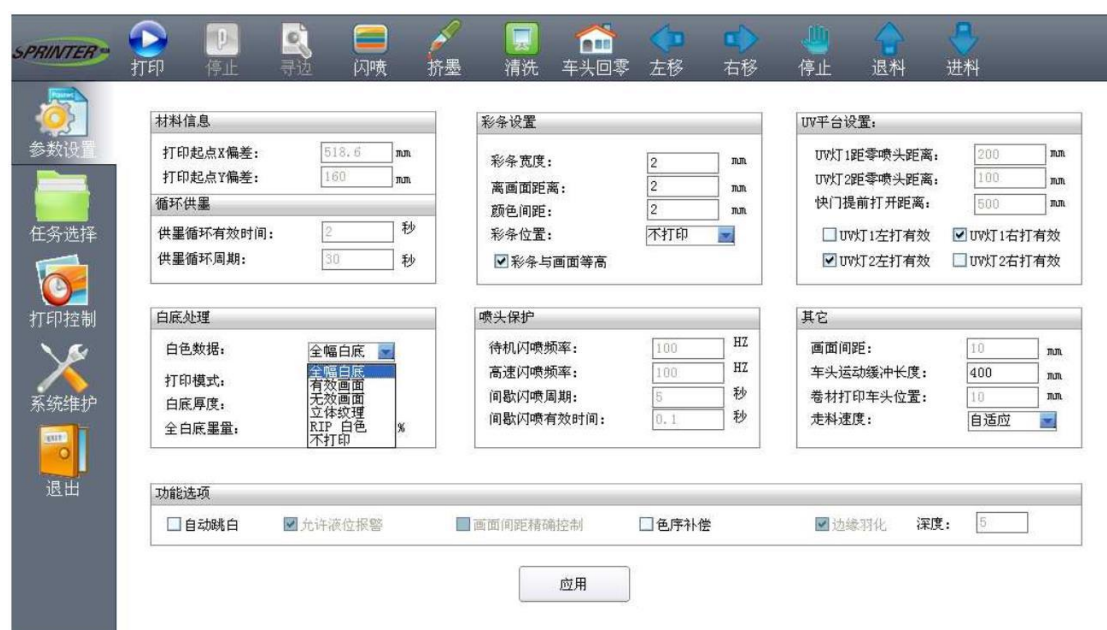 SPRINTER
打印 停止 寻边 闪喷 挤墨 清洗 车头回零 左移 右移 停止 退料 进料
参数设置
任务选择
打印控制
系统维护
退出
材料信息
打印起点X偏差: 518.6 mm
打印起点Y偏差: 160 mm
循环供墨
供墨循环有效时间: 2 秒
供墨循环周期: 30 秒
彩条设置
彩条宽度: 2 mm
离画面距离: 2 mm
颜色间距: 2 mm
彩条位置: 不打印
彩条与画面等高
UV平台设置:
UV灯1距零喷头距离: 200 mm
UV灯2距零喷头距离: 100 mm
快门提前打开距离: 500 mm
UV灯1左打有效 UV灯1右打有效
UV灯2左打有效 UV灯2右打有效
白底处理
白色数据: 全幅白底
打印模式:
白底厚度:
全白底墨量: %
全幅白底
有效画面
无效画面
立体纹理
RIP 白色
不打印
喷头保护
待机闪喷频率: 100 HZ
高速闪喷频率: 100 HZ
间歇闪喷周期: 5 秒
间歇闪喷有效时间: 0.1 秒
其它
画面间距: 10 mm
车头运动缓冲长度: 400 mm
卷材打印车头位置: 10 mm
走料速度: 自适应
功能选项
自动跳白 允许液位报警 画面间距精确控制 色序补偿 边缘羽化 深度: 5
应用